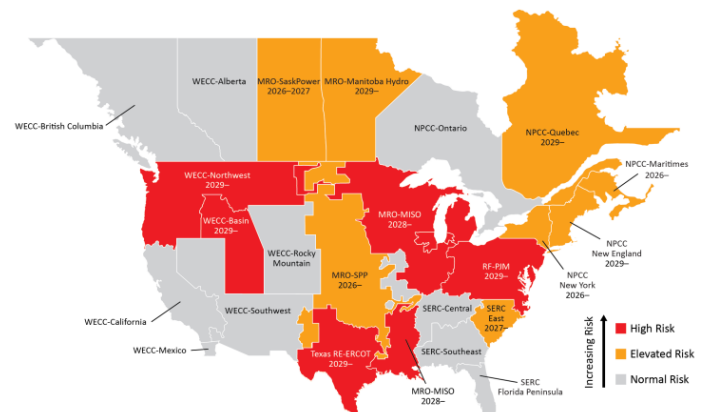 WECC-Alberta
MRO-SaskPower
2026–2027
MRO-Manitoba Hydro
2029–
WECC-British Columbia
NPCC-Ontario
NPCC-Quebec
2029–
NPCC-Maritimes
2026–
WECC-Northwest
2029–
WECC-Basin
2029–
MRO-MISO
2028–
NPCC
New England
2029–
WECC-Rocky
Mountain
MRO-SPP
2026–
RF-PJM
2029–
NPCC
New York
2026–
WECC-California
WECC-Southwest
SERC-Central
SERC
East
2027–
WECC-Mexico
Texas RE-ERCOT
2029–
SERC-Southeast
MRO-MISO
2028–
SERC
Florida Peninsula
Increasing Risk
High Risk
Elevated Risk
Normal Risk